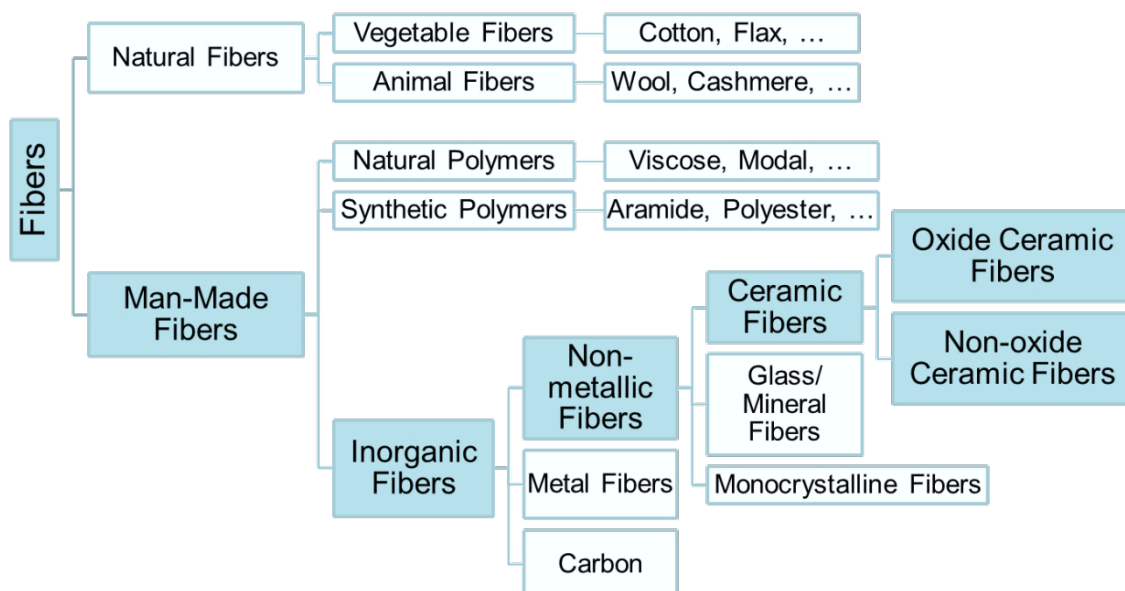 Fibers
Natural Fibers
Vegetable Fibers
Cotton, Flax, …
Animal Fibers
Wool, Cashmere, …
Man-Made
Fibers
Natural Polymers
Viscose, Modal, …
Synthetic Polymers
Aramide, Polyester, …
Inorganic
Fibers
Non-
metallic
Fibers
Ceramic
Fibers
Oxide Ceramic
Fibers
Non-oxide
Ceramic Fibers
Glass/
Mineral
Fibers
Monocrystalline Fibers
Metal Fibers
Carbon